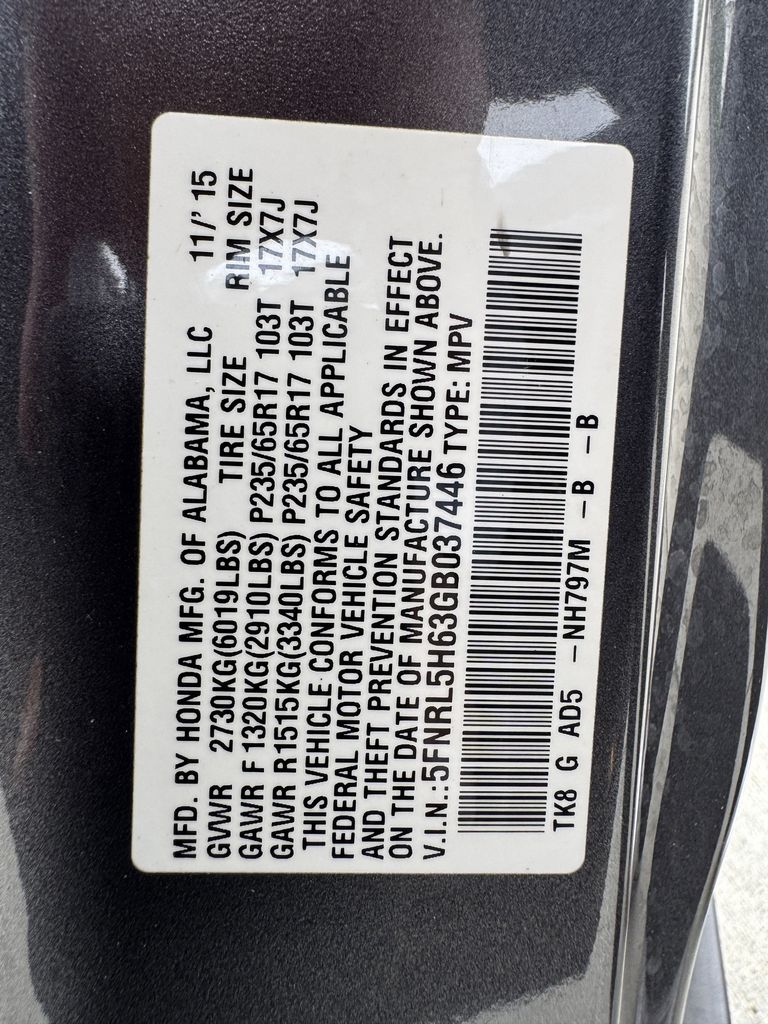 MFD. BY HONDA MFG. OF ALABAMA, LLC 11/' 15
GVWR 2730KG(6019LBS) TIRE SIZE RIM SIZE
GAWR F 1320KG(2910LBS) P235/65R17 103T 17X7J
GAWR R1515KG(3340LBS) P235/65R17 103T 17X7J
THIS VEHICLE CONFORMS TO ALL APPLICABLE
FEDERAL MOTOR VEHICLE SAFETY
AND THEFT PREVENTION STANDARDS IN EFFECT
ON THE DATE OF MANUFACTURE SHOWN ABOVE.
V.I.N.:5FNRL5H63GB037446 TYPE: MPV
TK8 G AD5 -NH797M -B -B